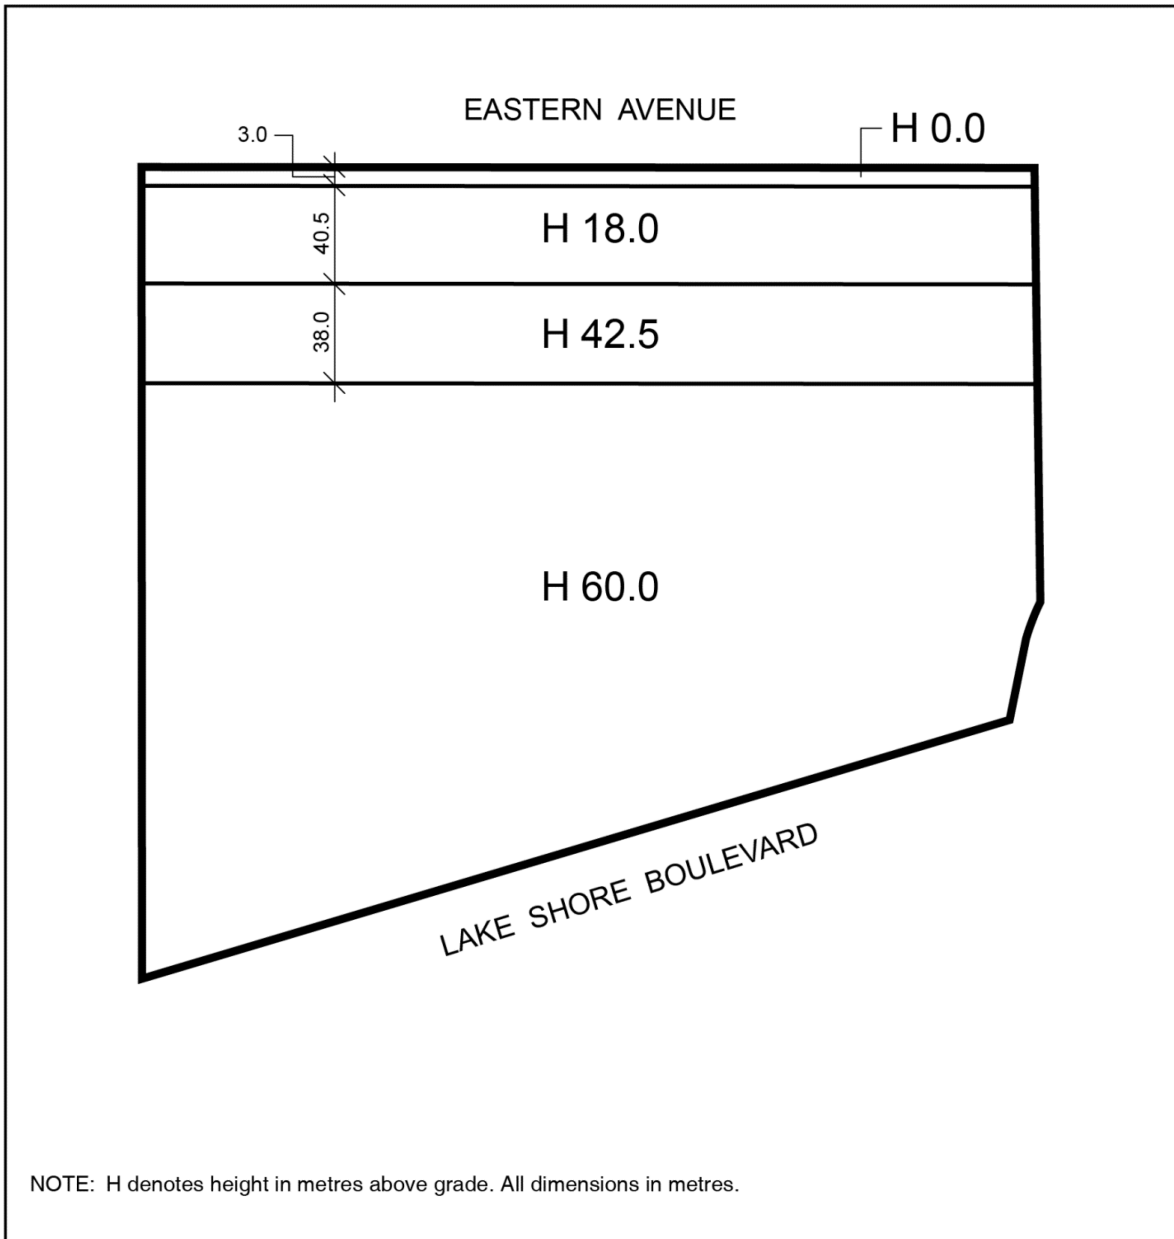 EASTERN AVENUE
3.0
H 0.0
40.5
H 18.0
38.0
H 42.5
H 60.0
LAKE SHORE BOULEVARD
NOTE: H denotes height in metres above grade. All dimensions in metres.